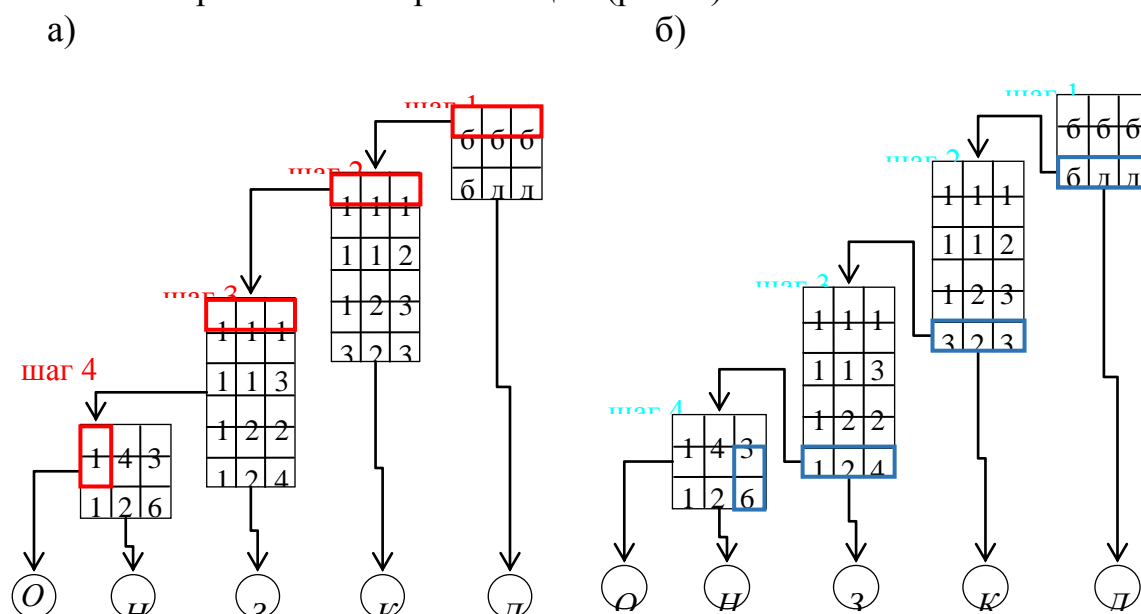 а)
шаг 1
б б б
б д д
шаг 2
1 1 1
1 1 2
1 2 3
3 2 3
шаг 3
1 1 1
1 1 3
1 2 2
1 2 4
шаг 4
1 4 3
1 2 6
О Н З К Д
б)
шаг 1
б б б
б д д
шаг 2
1 1 1
1 1 2
1 2 3
3 2 3
шаг 3
1 1 1
1 1 3
1 2 2
1 2 4
шаг 4
1 4 3
1 2 6
О Н З К Д